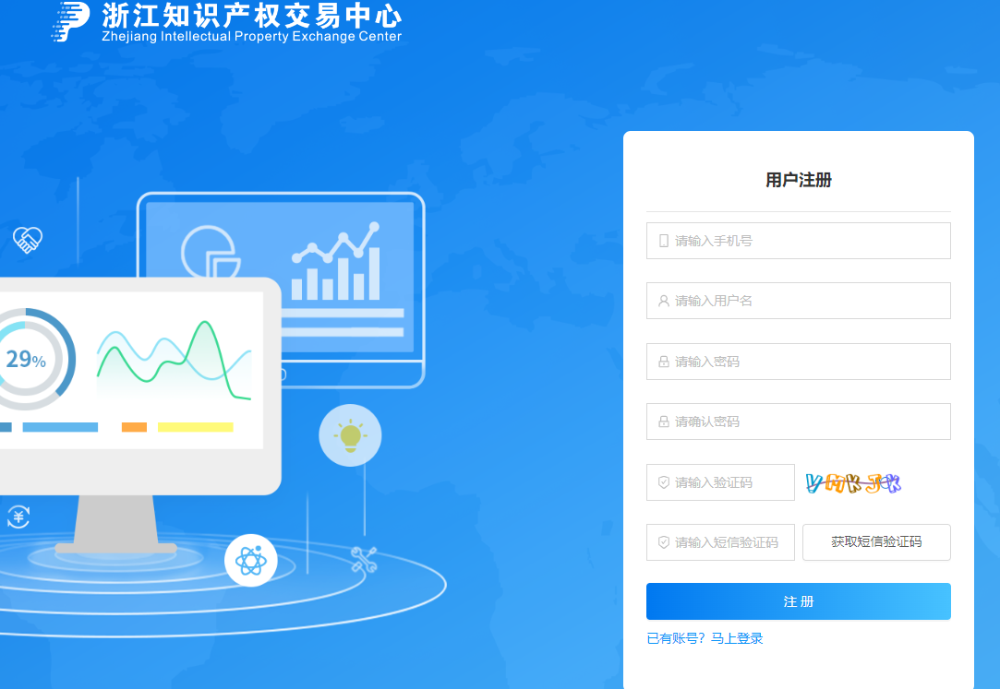 浙江知识产权交易中心
Zhejiang Intellectual Property Exchange Center
用户注册
请输入手机号
请输入用户名
29%
请输入密码
请确认密码
请输入验证码
请输入短信验证码 获取短信验证码
注 册
已有账号？马上登录